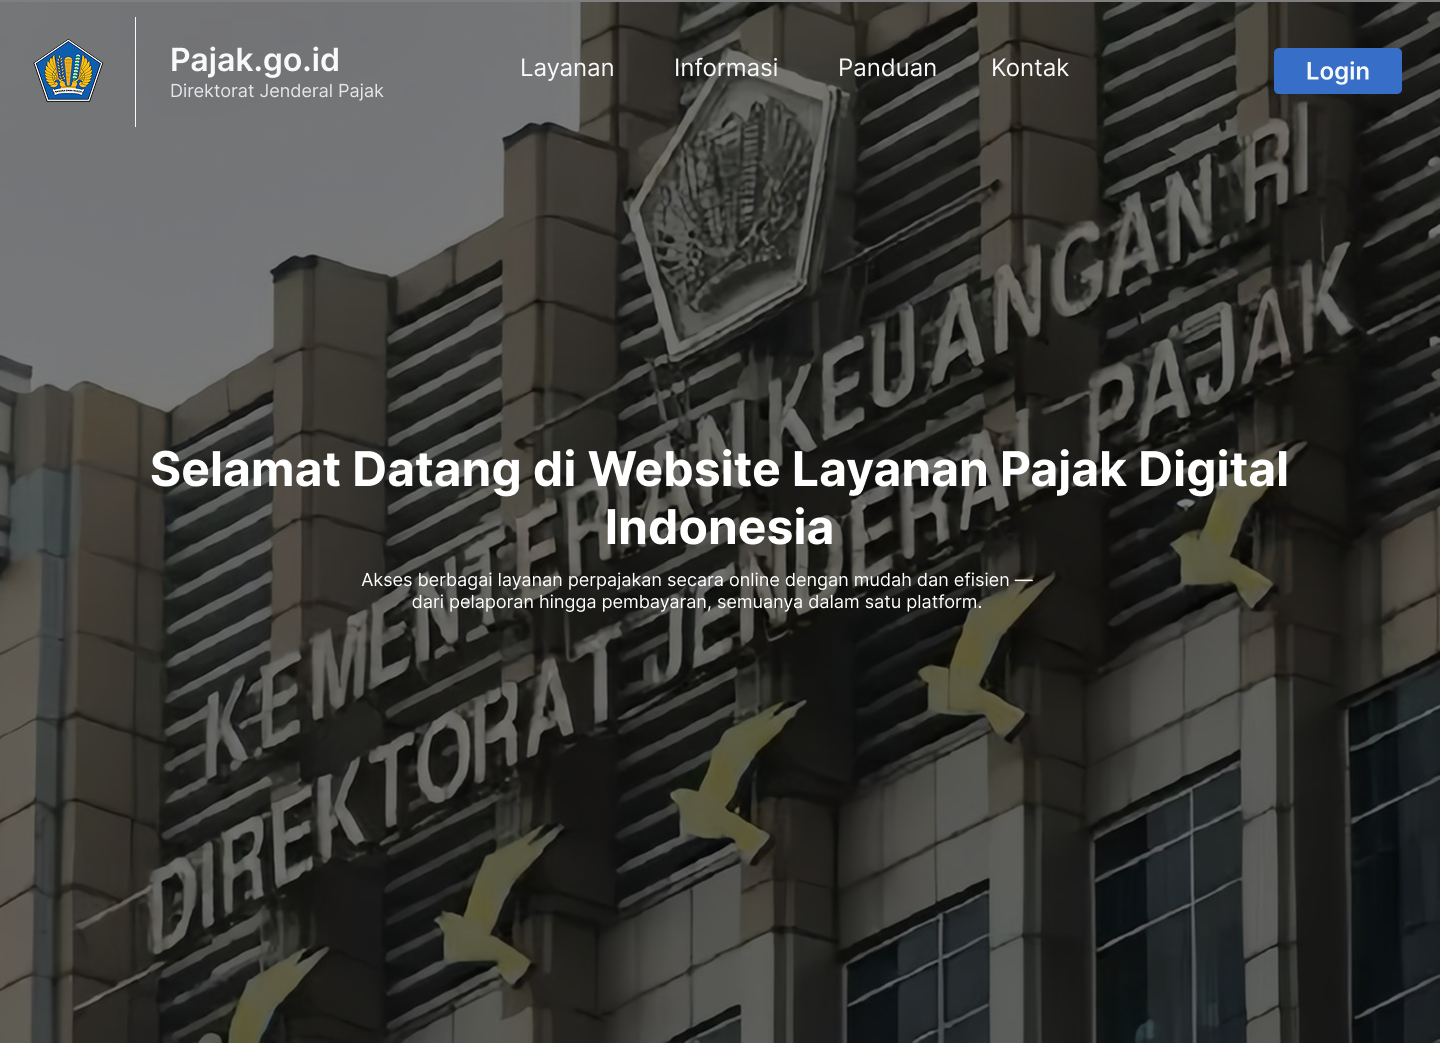 Pajak.go.id
Direktorat Jenderal Pajak
Layanan
Informasi
Panduan
Kontak
Login
KEMENTERIAN KEUANGAN RI
DIREKTORAT JENDERAL PAJAK
Selamat Datang di Website Layanan Pajak Digital
Indonesia
Akses berbagai layanan perpajakan secara online dengan mudah dan efisien —
dari pelaporan hingga pembayaran, semuanya dalam satu platform.